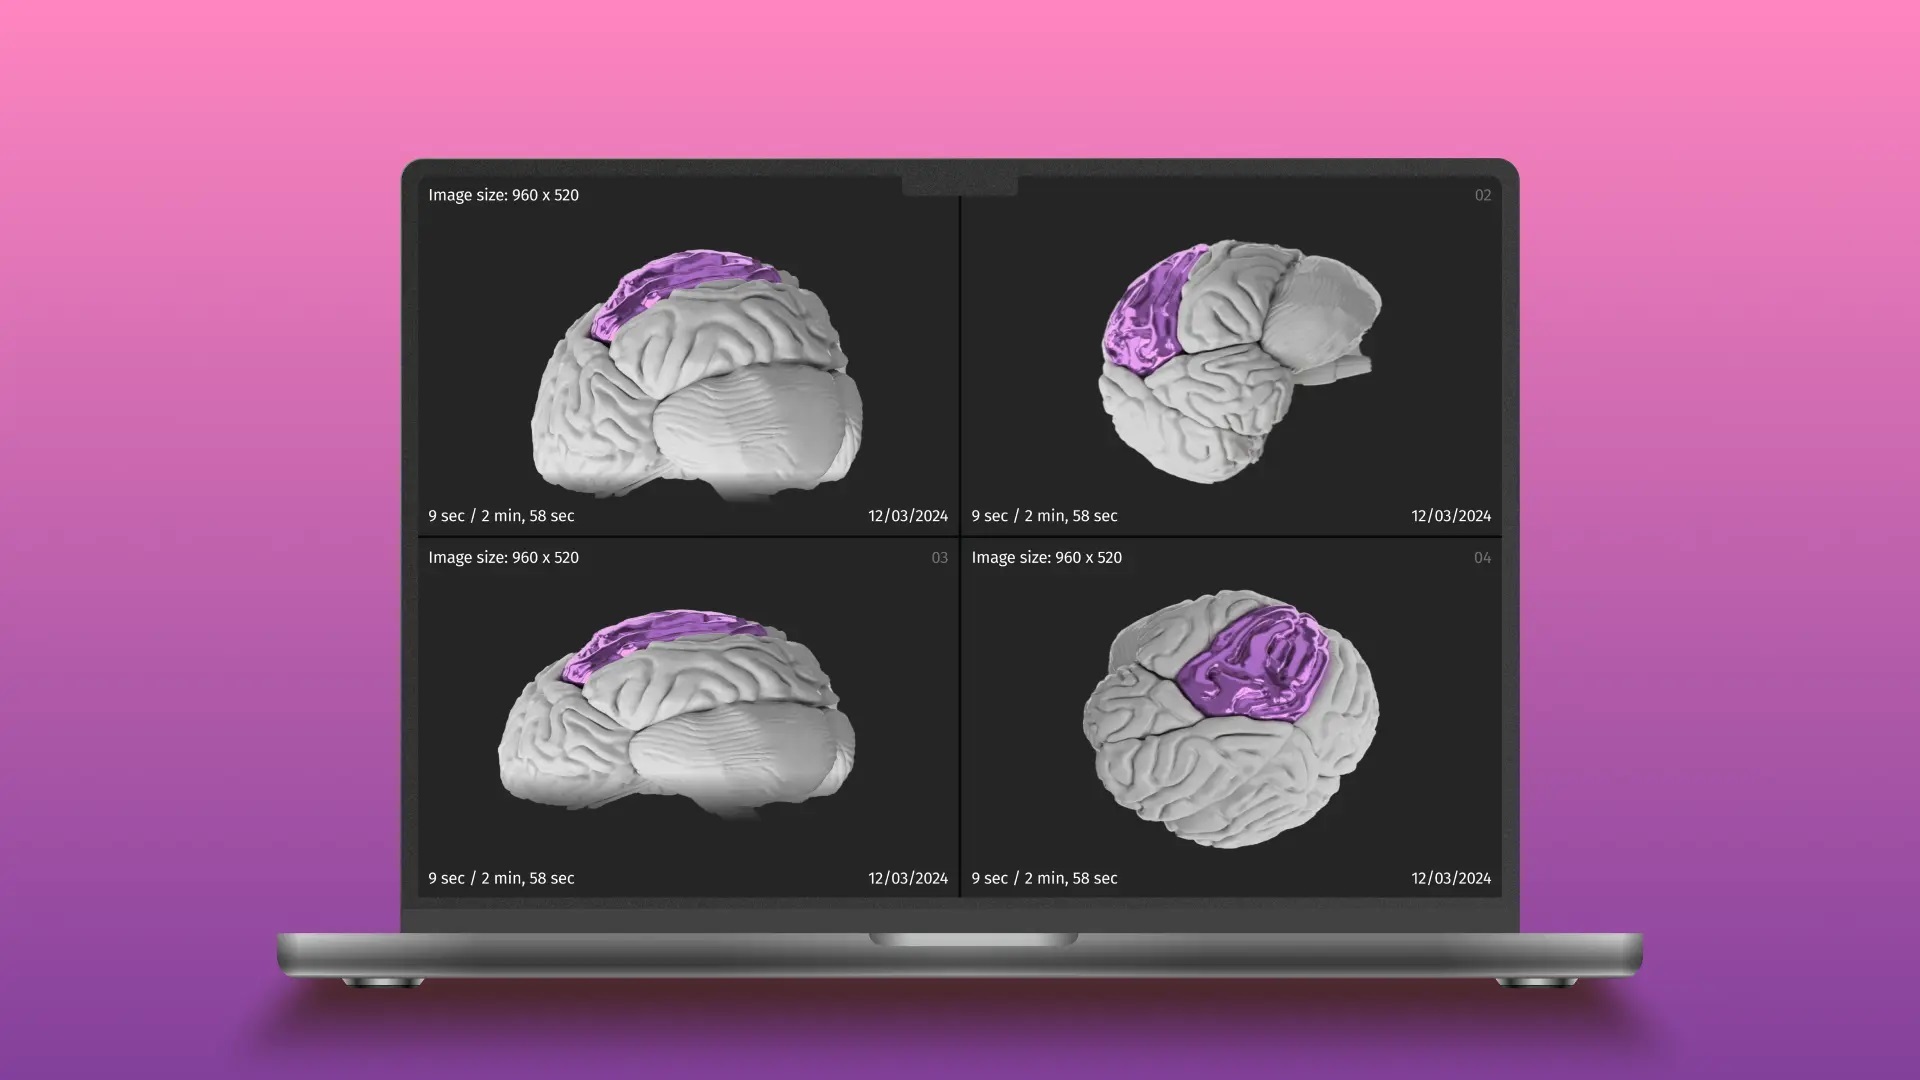 Image size: 960 x 520
02
9 sec / 2 min, 58 sec
12/03/2024
9 sec / 2 min, 58 sec
12/03/2024
Image size: 960 x 520
03
Image size: 960 x 520
04
9 sec / 2 min, 58 sec
12/03/2024
9 sec / 2 min, 58 sec
12/03/2024